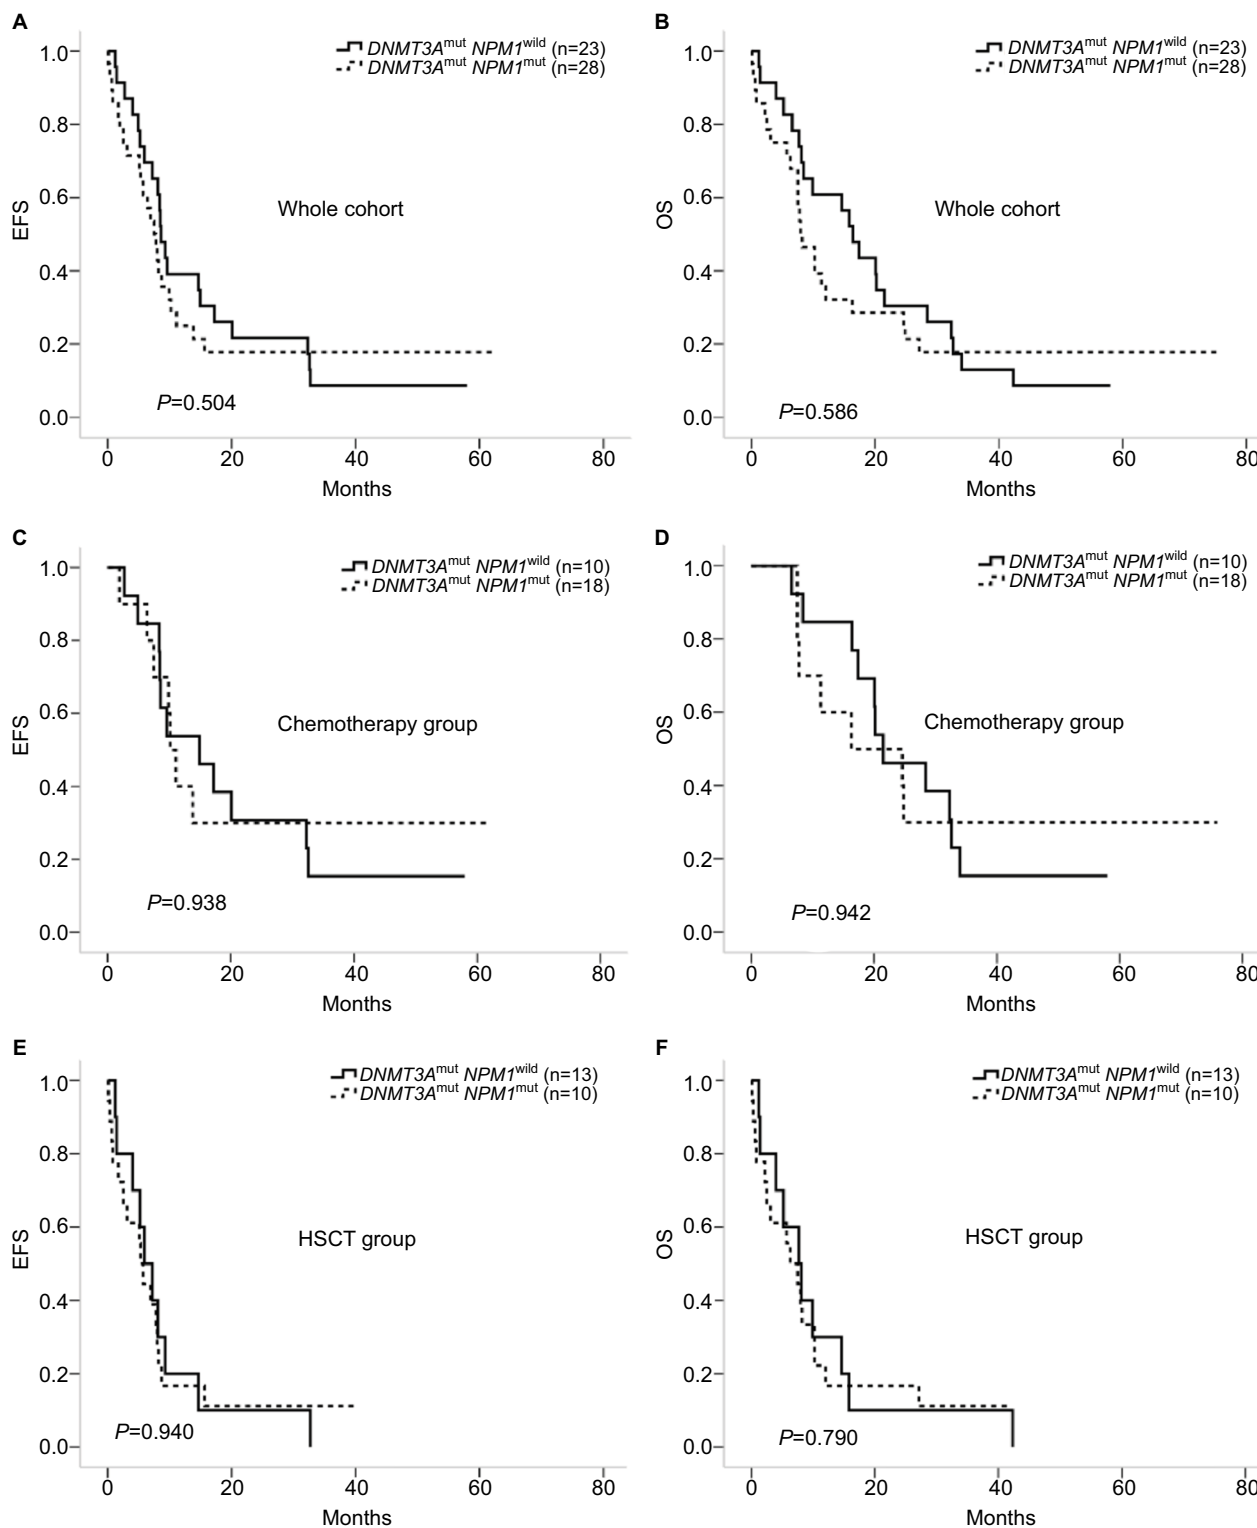 A
DNMT3Amut NPM1wild (n=23)
DNMT3Amut NPM1mut (n=28)
1.0
0.8
0.6
0.4
0.2
0.0
EFS
Whole cohort
P=0.504
0 20 40 60 80
Months
B
DNMT3Amut NPM1wild (n=23)
DNMT3Amut NPM1mut (n=28)
1.0
0.8
0.6
0.4
0.2
0.0
OS
Whole cohort
P=0.586
0 20 40 60 80
Months
C
DNMT3Amut NPM1wild (n=10)
DNMT3Amut NPM1mut (n=18)
1.0
0.8
0.6
0.4
0.2
0.0
EFS
Chemotherapy group
P=0.938
0 20 40 60 80
Months
D
DNMT3Amut NPM1wild (n=10)
DNMT3Amut NPM1mut (n=18)
1.0
0.8
0.6
0.4
0.2
0.0
OS
Chemotherapy group
P=0.942
0 20 40 60 80
Months
E
DNMT3Amut NPM1wild (n=13)
DNMT3Amut NPM1mut (n=10)
1.0
0.8
0.6
0.4
0.2
0.0
EFS
HSCT group
P=0.940
0 20 40 60 80
Months
F
DNMT3Amut NPM1wild (n=13)
DNMT3Amut NPM1mut (n=10)
1.0
0.8
0.6
0.4
0.2
0.0
OS
HSCT group
P=0.790
0 20 40 60 80
Months